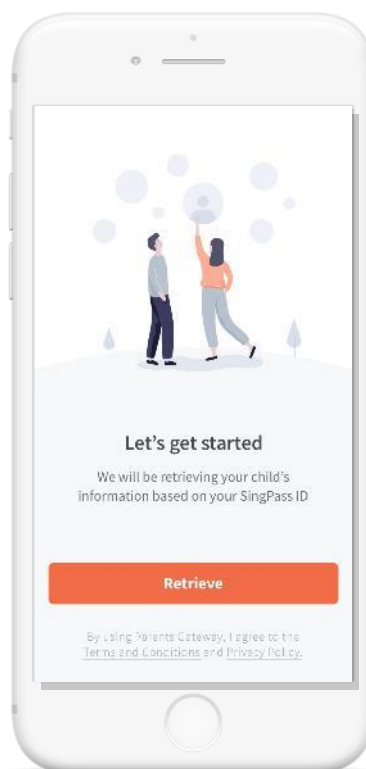 Let's get started
We will be retrieving your child's
information based on your SingPass ID
Retrieve
By using Parents Gateway, I agree to the
Terms and Conditions and Privacy Policy.